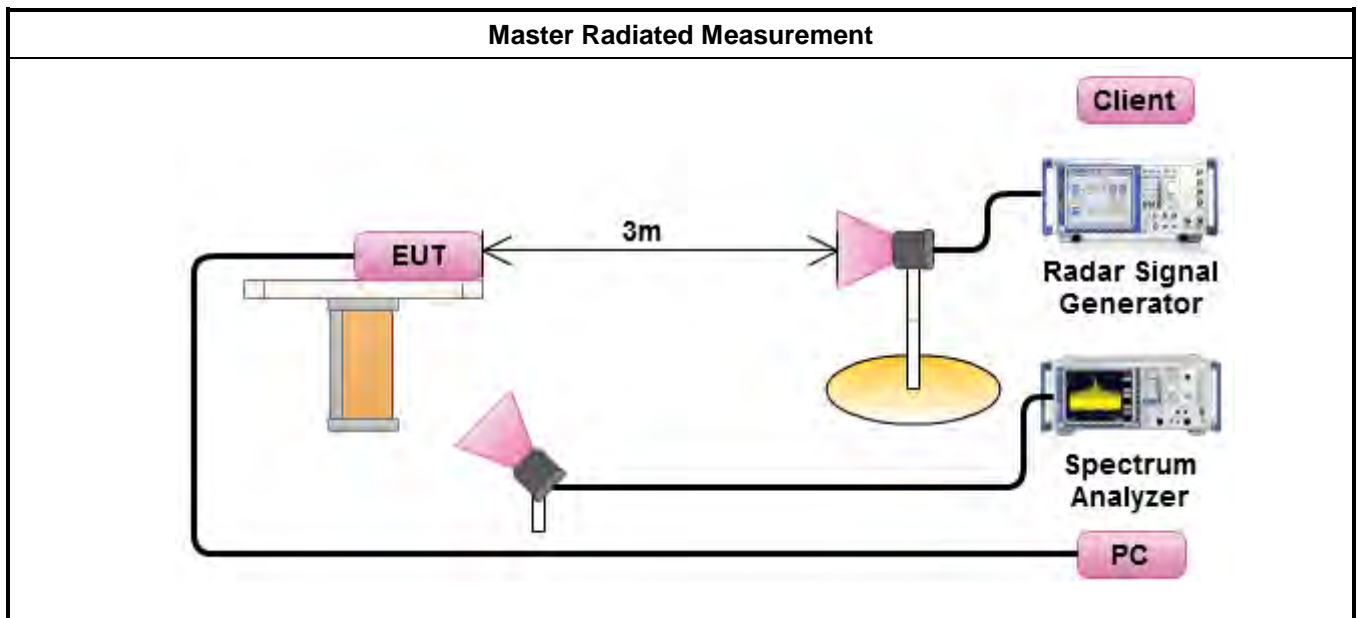 Master Radiated Measurement
Client
3m
EUT
Radar Signal
Generator
Spectrum
Analyzer
PC